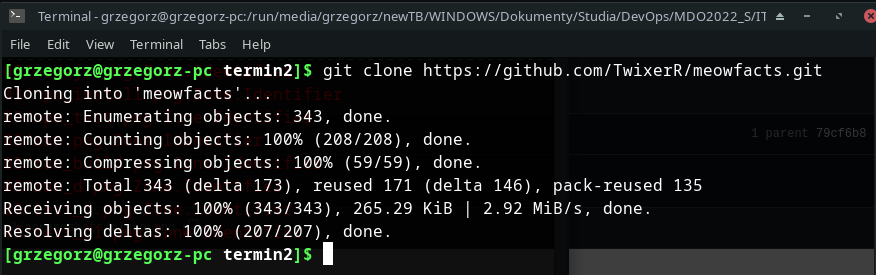 Terminal - grzegorz@grzegorz-pc:/run/media/grzegorz/newTB/WINDOWS/Dokumenty/Studia/DevOps/MDO2022_S/IT
File Edit View Terminal Tabs Help
[grzegorz@grzegorz-pc termin2]$ git clone https://github.com/TwixerR/meowfacts.git
Cloning into 'meowfacts'...
remote: Enumerating objects: 343, done.
remote: Counting objects: 100% (208/208), done.
1 parent 79cf6b8
remote: Compressing objects: 100% (59/59), done.
remote: Total 343 (delta 173), reused 171 (delta 146), pack-reused 135
Receiving objects: 100% (343/343), 265.29 KiB | 2.92 MiB/s, done.
Resolving deltas: 100% (207/207), done.
[grzegorz@grzegorz-pc termin2]$